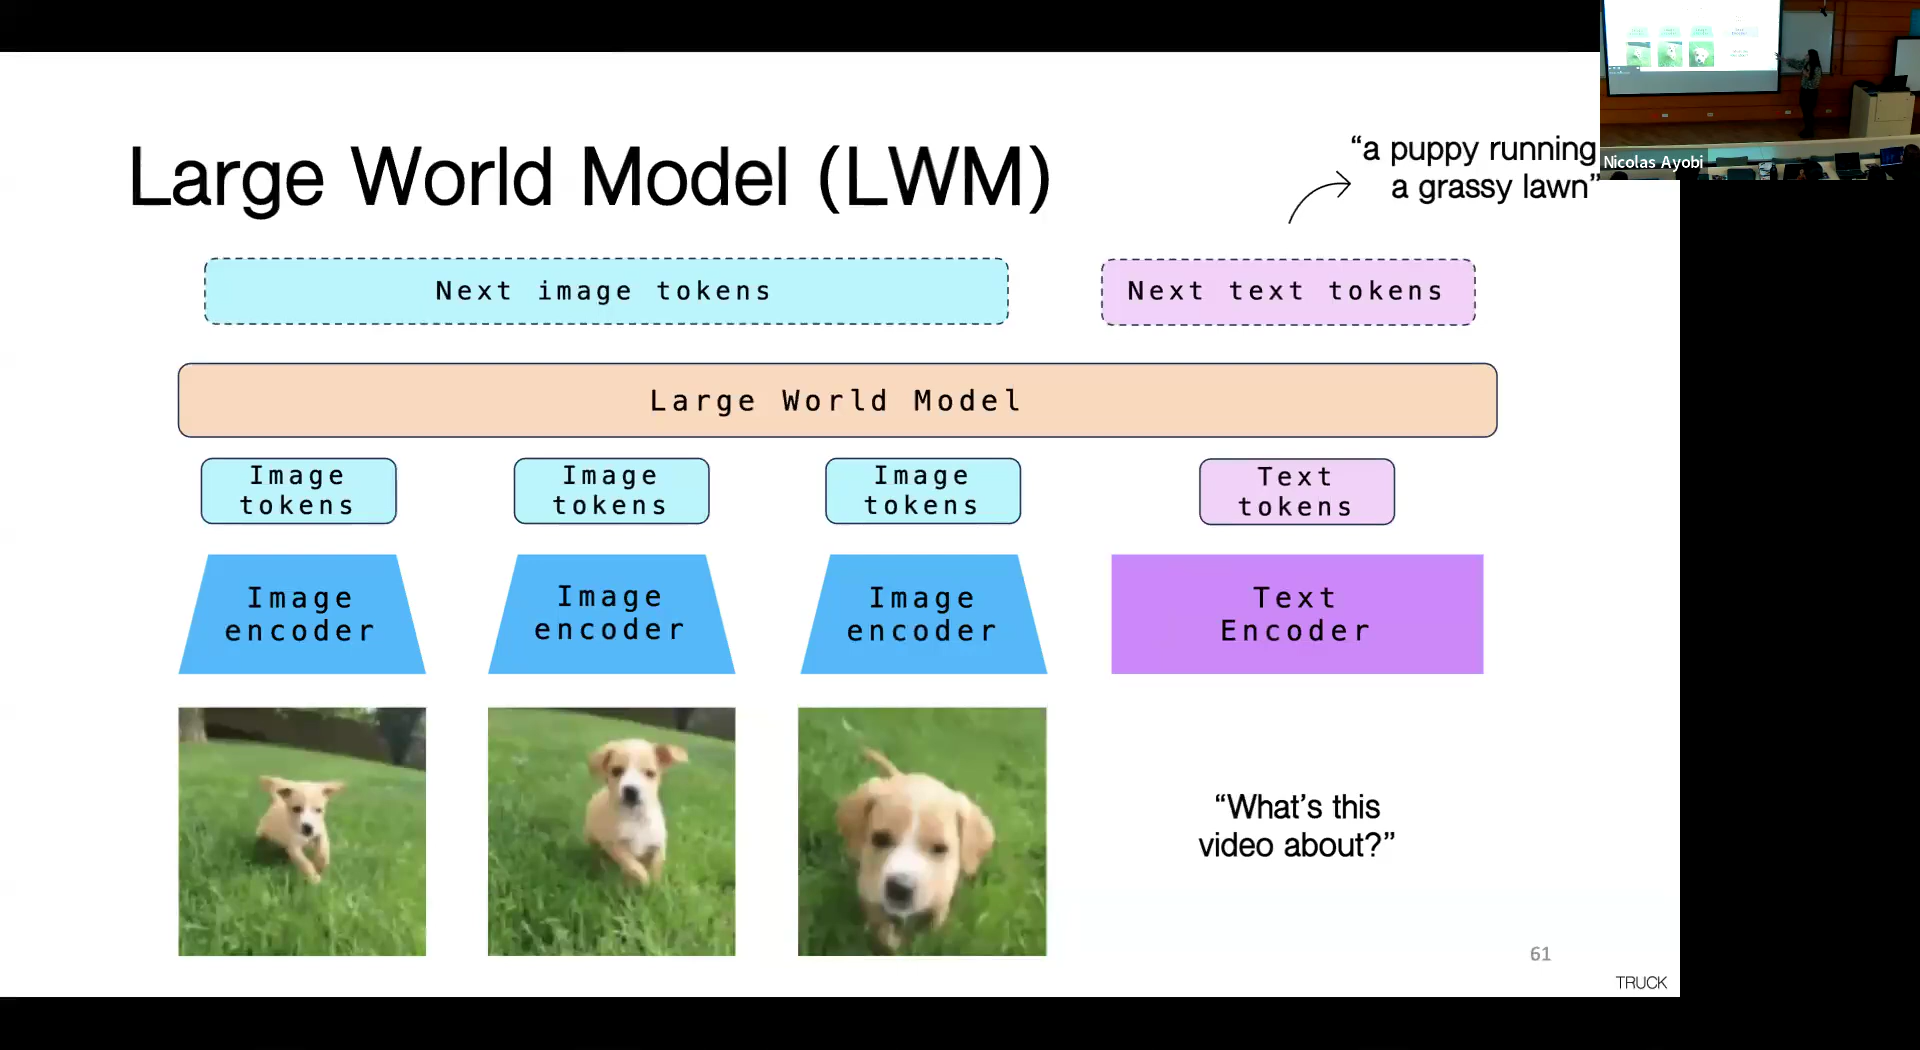 Large World Model (LWM)
“a puppy running
a grassy lawn”
Nicolas Ayobi
Next image tokens
Next text tokens
Large World Model
Image
tokens
Image
tokens
Image
tokens
Text
tokens
Image
encoder
Image
encoder
Image
encoder
Text
Encoder
“What’s this
video about?”
61
TRUCK